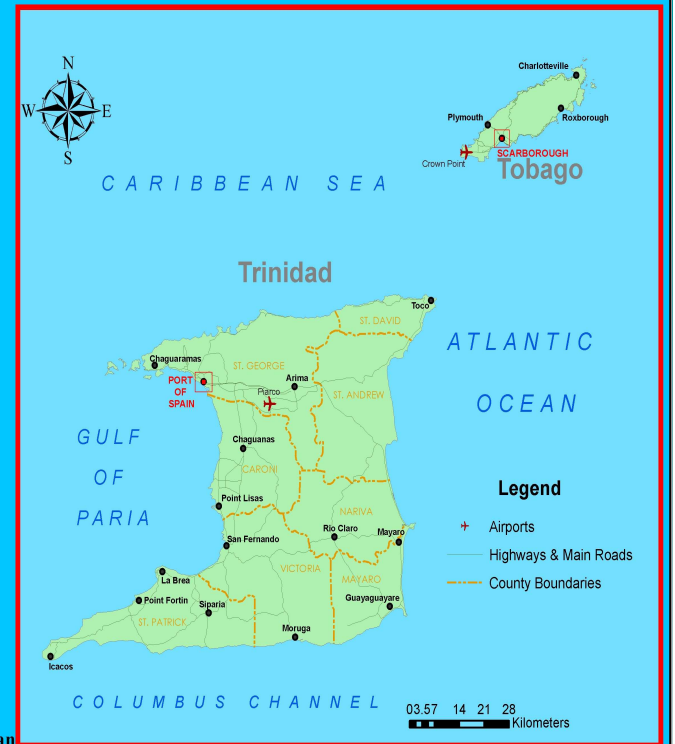 N
W E
S
Charlotteville
Plymouth
Roxborough
SCARBOROUGH
Crown Point
Tobago
CARIBBEAN SEA
Trinidad
Toco
ST. DAVID
ATLANTIC
OCEAN
Chaguaramas
ST. GEORGE
PORT
OF
SPAIN
Arima
Piarco
ST. ANDREW
GULF
OF
PARIA
Chaguanas
CARONI
Point Lisas
NARIVA
Rio Claro
Mayaro
San Fernando
VICTORIA
MAYARO
La Brea
Point Fortin
Siparia
ST. PATRICK
Guayaguayare
Moruga
Icacos
Legend
Airports
Highways & Main Roads
County Boundaries
COLUMBUS CHANNEL
03.57 14 21 28
Kilometers
an